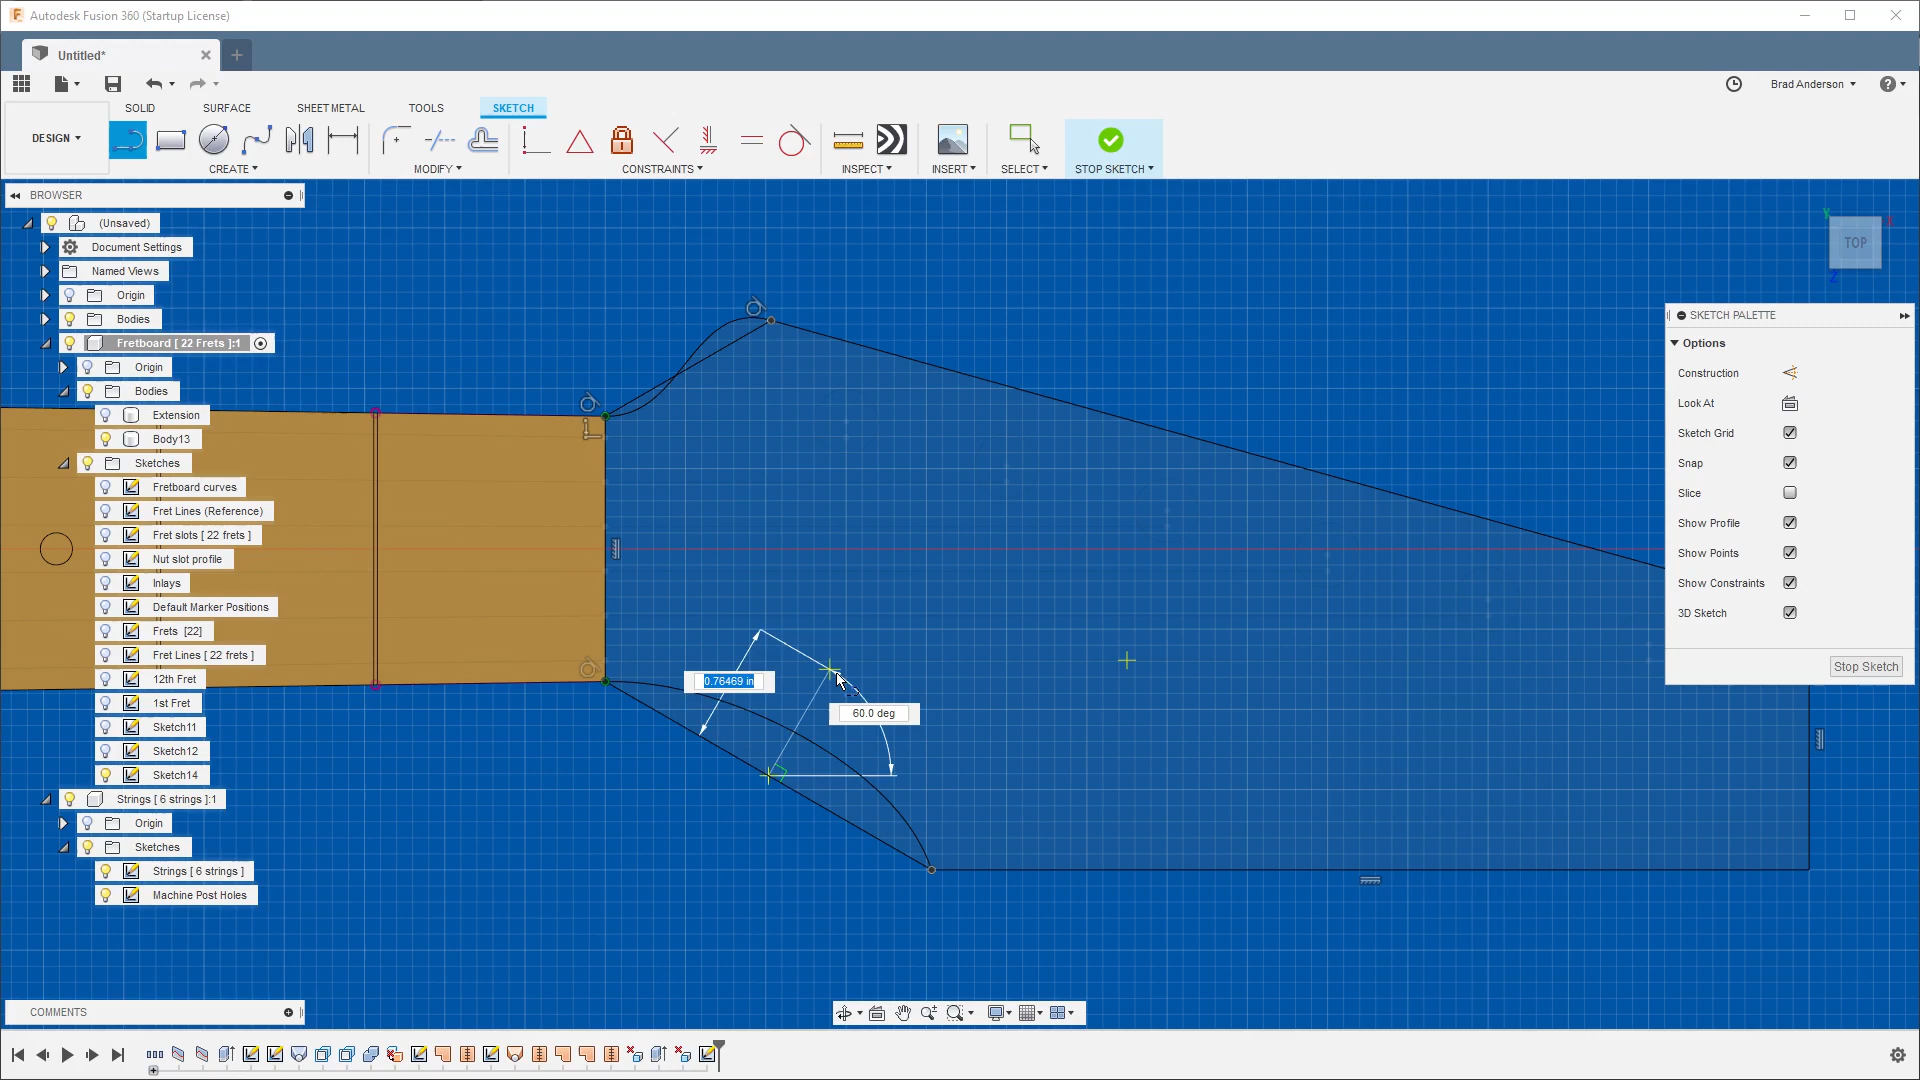 Autodesk Fusion 360 (Startup License)
Untitled*
Brad Anderson
DESIGN
SOLID SURFACE SHEET METAL TOOLS SKETCH
CREATE MODIFY CONSTRAINTS INSPECT INSERT SELECT STOP SKETCH
BROWSER
(Unsaved)
Document Settings
Named Views
Origin
Bodies
Fretboard [ 22 Frets ]:1
Origin
Bodies
Extension
Body13
Sketches
Fretboard curves
Fret Lines (Reference)
Fret slots [ 22 frets ]
Nut slot profile
Inlays
Default Marker Positions
Frets [22]
Fret Lines [ 22 frets ]
12th Fret
1st Fret
Sketch11
Sketch12
Sketch14
Strings [ 6 strings ]:1
Origin
Sketches
Strings [ 6 strings ]
Machine Post Holes
0.76469 in
60.0 deg
Y
X
TOP
Z
SKETCH PALETTE
Options
Construction
Look At
Sketch Grid
Snap
Slice
Show Profile
Show Points
Show Constraints
3D Sketch
Stop Sketch
COMMENTS